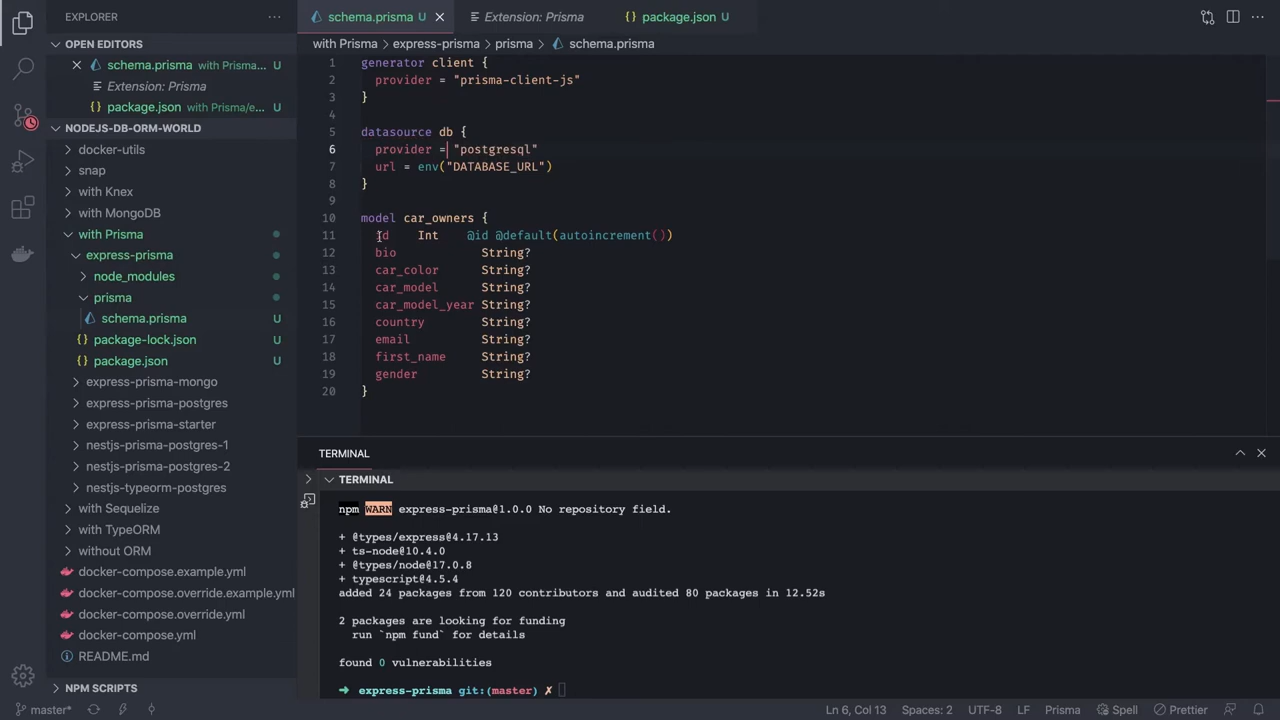 EXPLORER
OPEN EDITORS
schema.prisma with Prisma... U
Extension: Prisma
{} package.json with Prisma/e... U
NODEJS-DB-ORM-WORLD
docker-utils
snap
with Knex
with MongoDB
with Prisma
express-prisma
node_modules
prisma
schema.prisma U
{} package-lock.json U
{} package.json U
express-prisma-mongo
express-prisma-postgres
express-prisma-starter
nestjs-prisma-postgres-1
nestjs-prisma-postgres-2
nestjs-typeorm-postgres
with Sequelize
with TypeORM
without ORM
docker-compose.example.yml
docker-compose.override.example.yml
docker-compose.override.yml
docker-compose.yml
README.md
NPM SCRIPTS
schema.prisma U
Extension: Prisma
{} package.json U
with Prisma > express-prisma > prisma > schema.prisma
1 generator client {
2 provider = "prisma-client-js"
3 }
4
5 datasource db {
6 provider = "postgresql"
7 url = env("DATABASE_URL")
8 }
9
10 model car_owners {
11 id Int @id @default(autoincrement())
12 bio String?
13 car_color String?
14 car_model String?
15 car_model_year String?
16 country String?
17 email String?
18 first_name String?
19 gender String?
20 }
TERMINAL
TERMINAL
npm WARN express-prisma@1.0.0 No repository field.
+ @types/express@4.17.13
+ ts-node@10.4.0
+ @types/node@17.0.8
+ typescript@4.5.4
added 24 packages from 120 contributors and audited 80 packages in 12.52s
2 packages are looking for funding
run `npm fund` for details
found 0 vulnerabilities
➜ express-prisma git:(master) ✗
master* Ln 6, Col 13 Spaces: 2 UTF-8 LF Prisma Spell Prettier